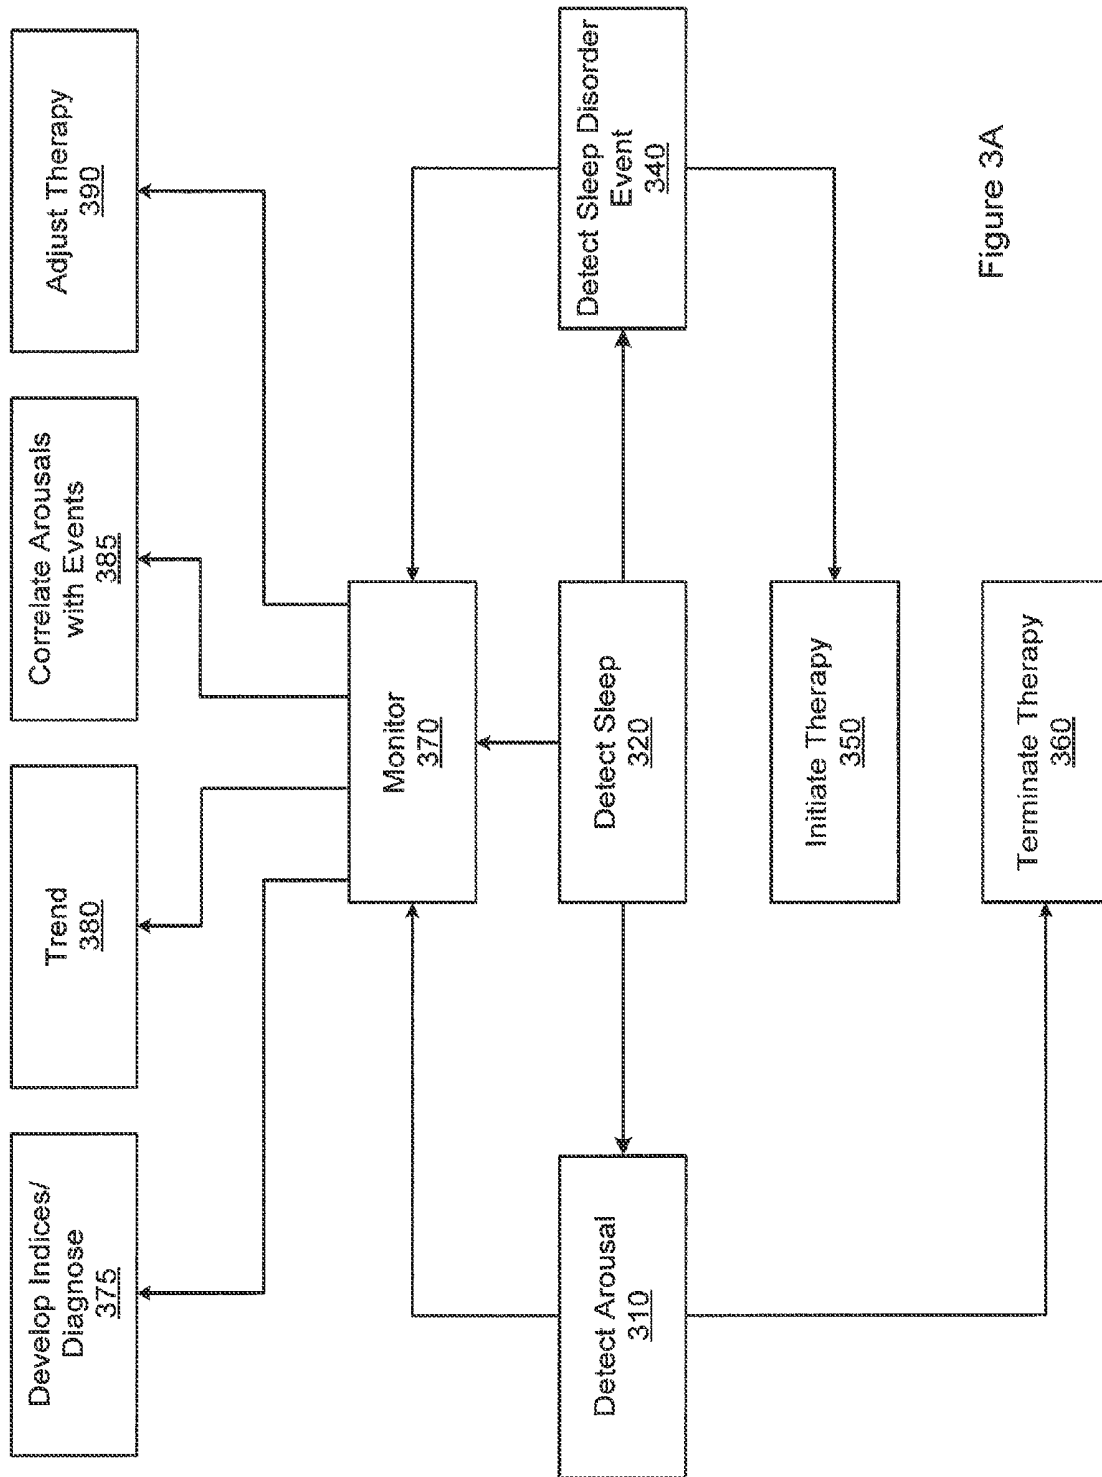 Develop Indices/
Diagnose
375
Trend
380
Correlate Arousals
with Events
385
Adjust Therapy
390
Monitor
370
Detect Arousal
310
Detect Sleep
320
Detect Sleep Disorder
Event
340
Initiate Therapy
350
Terminate Therapy
360
Figure 3A